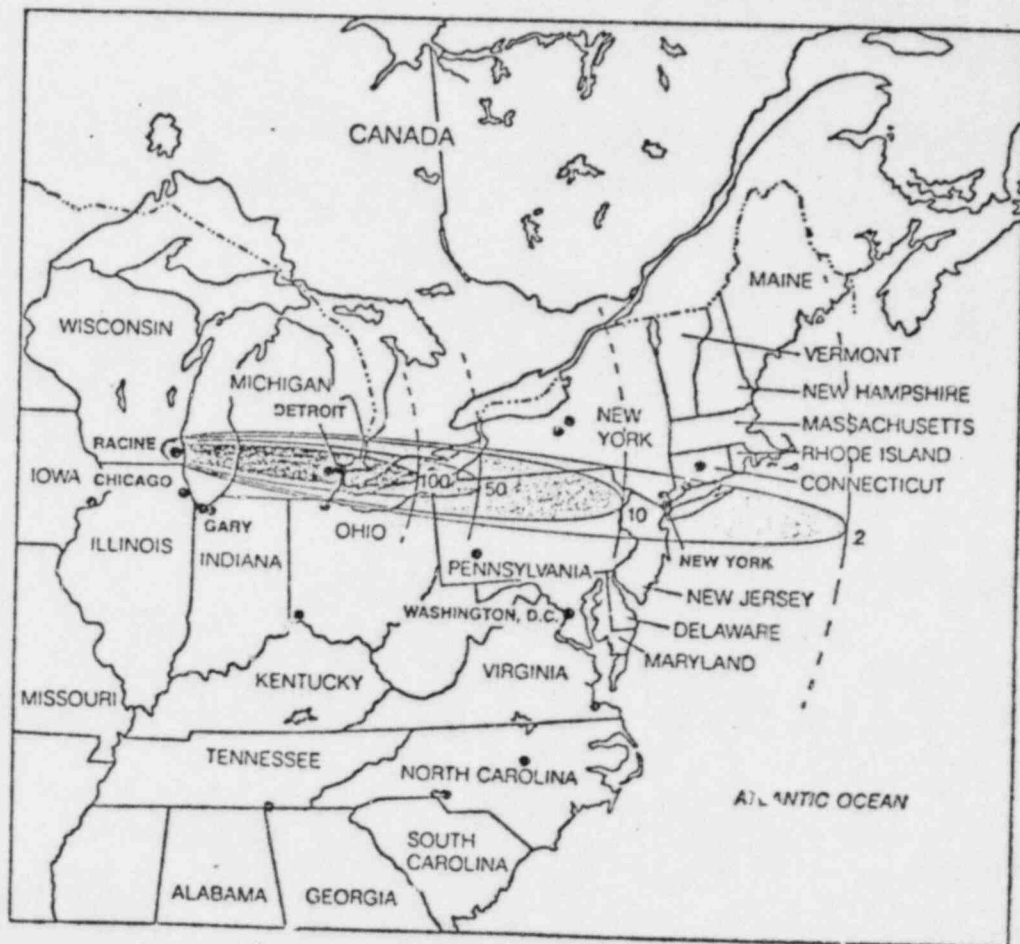 CANADA
MAINE
WISCONSIN
VERMONT
MICHIGAN
NEW HAMPSHIRE
DETROIT
NEW
YORK
MASSACHUSETTS
RACINE
RHODE ISLAND
IOWA
CHICAGO
100
50
CONNECTICUT
10
GARY
OHIO
2
ILLINOIS
INDIANA
PENNSYLVANIA
NEW YORK
NEW JERSEY
WASHINGTON, D.C.
DELAWARE
MARYLAND
KENTUCKY
VIRGINIA
MISSOURI
TENNESSEE
NORTH CAROLINA
ATLANTIC OCEAN
SOUTH
CAROLINA
ALABAMA
GEORGIA